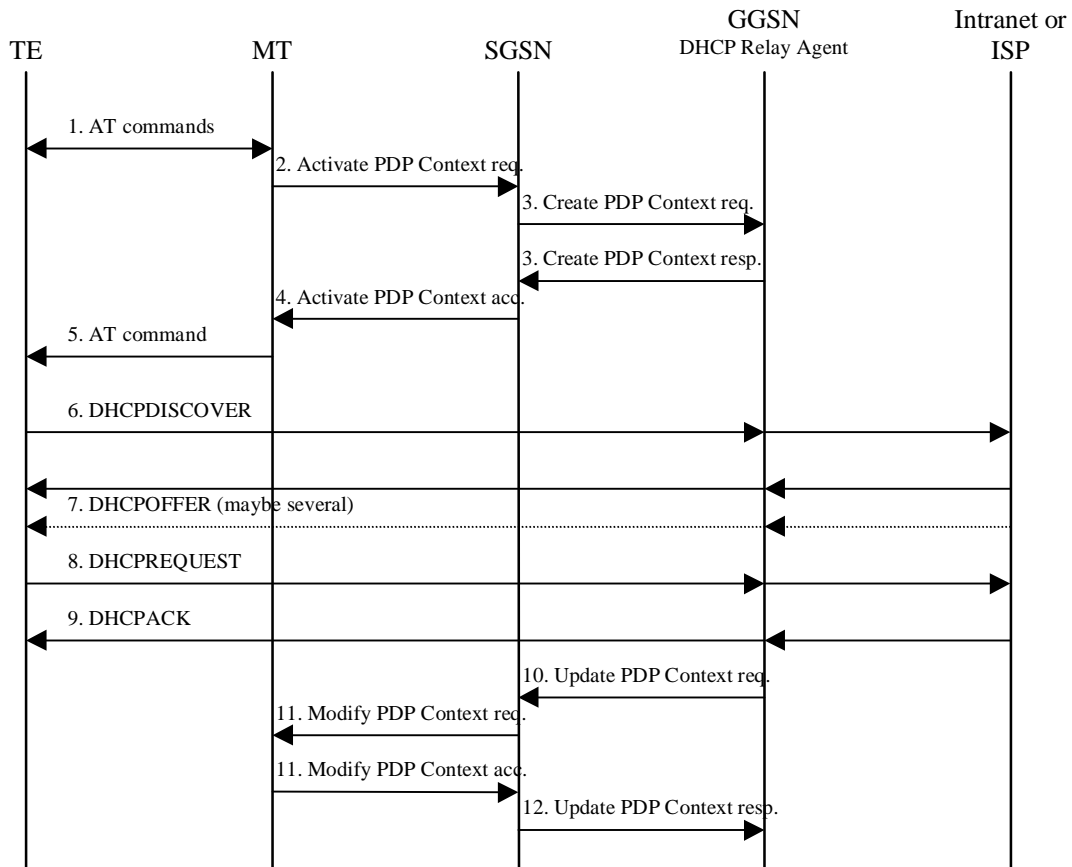 GGSN
Intranet or
TE
MT
SGSN
DHCP Relay Agent
ISP
1. AT commands
2. Activate PDP Context req.
3. Create PDP Context req.
3. Create PDP Context resp.
4. Activate PDP Context acc.
5. AT command
6. DHCPDISCOVER
7. DHCPOFFER (maybe several)
8. DHCPREQUEST
9. DHCPACK
10. Update PDP Context req.
11. Modify PDP Context req.
11. Modify PDP Context acc.
12. Update PDP Context resp.